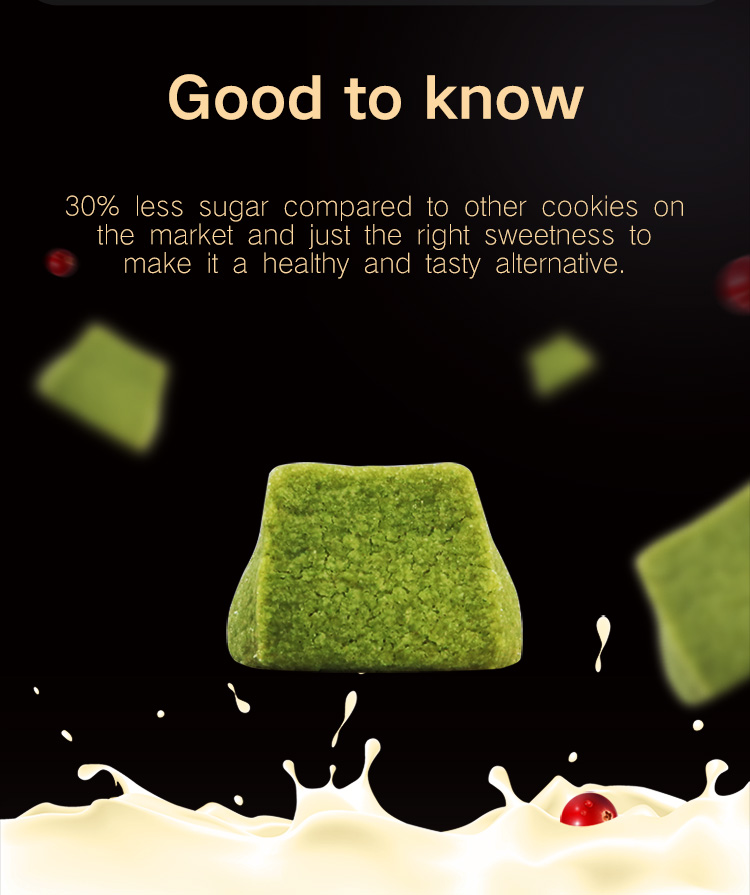 Good to know
30% less sugar compared to other cookies on
the market and just the right sweetness to
make it a healthy and tasty alternative.